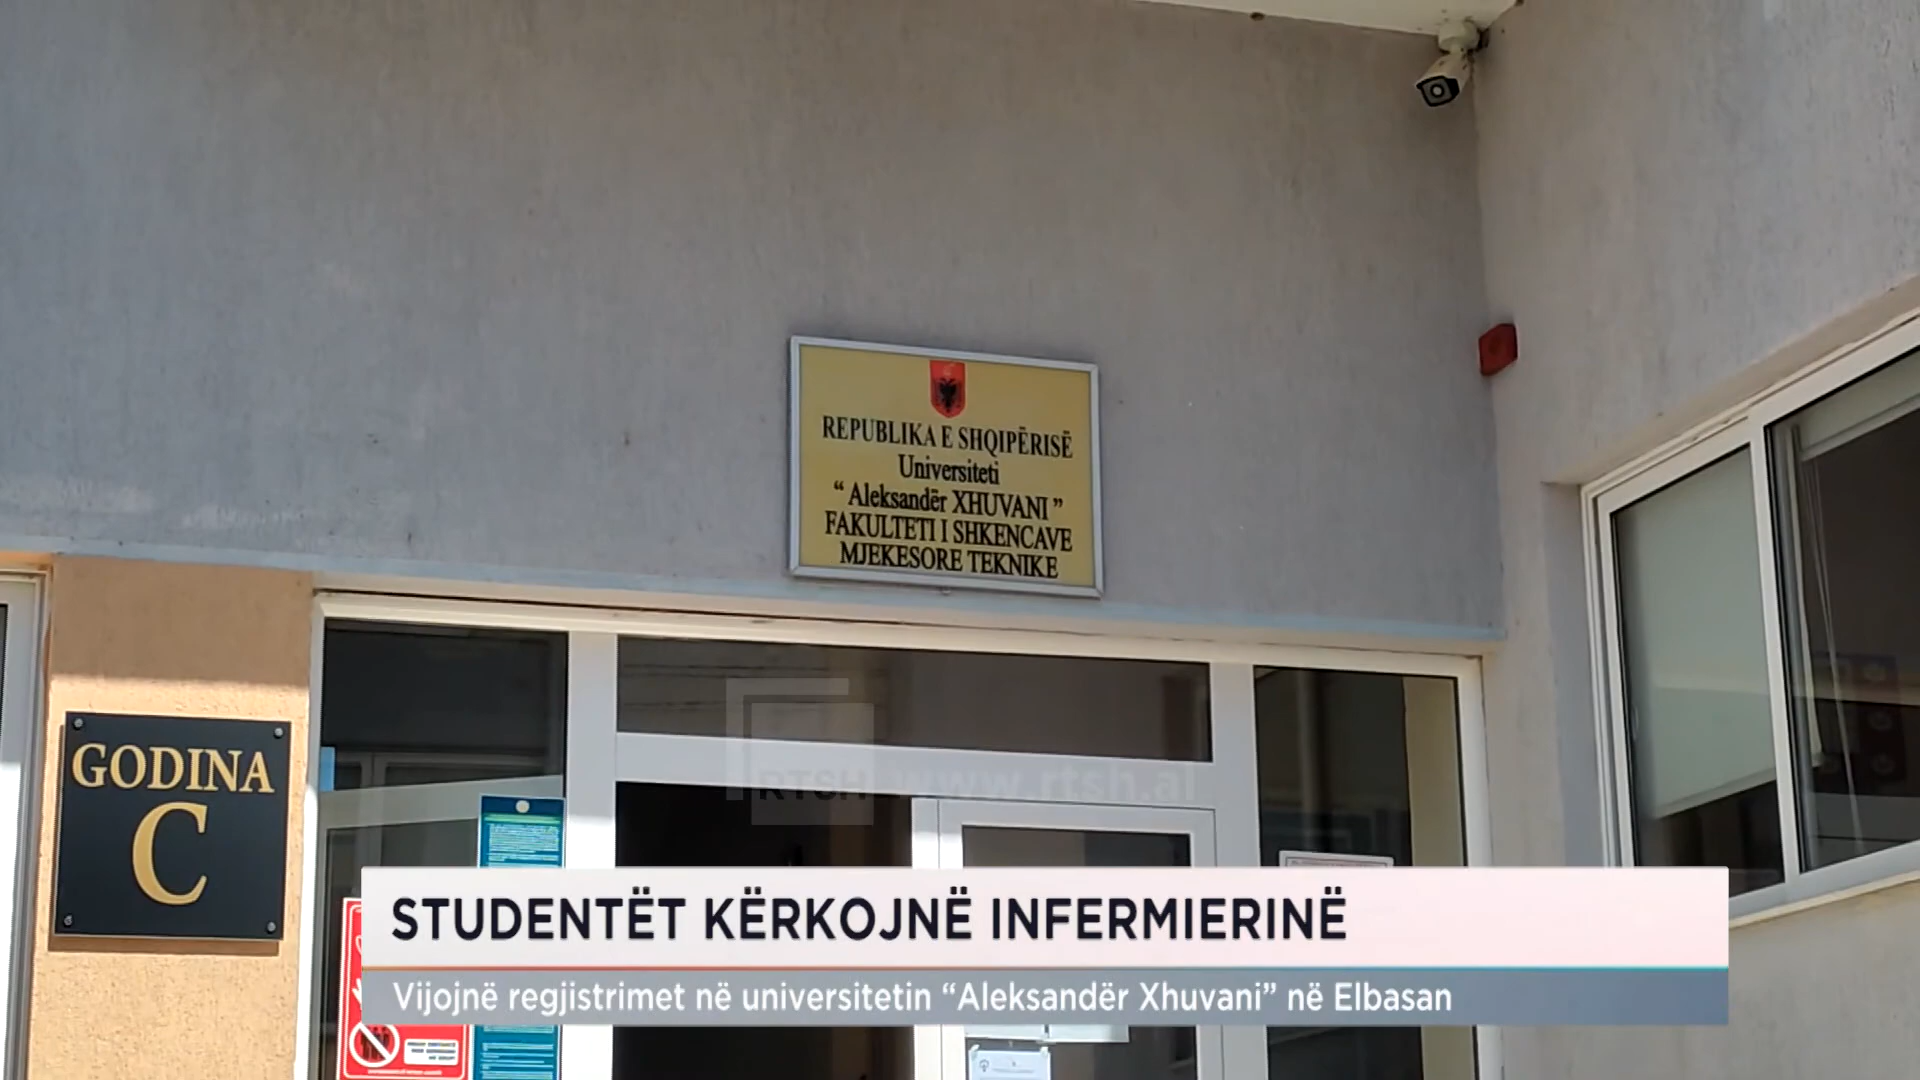 REPUBLIKA E SHQIPËRISË
Universiteti
“ Aleksandër XHUVANI ”
FAKULTETI I SHKENCAVE
MJEKESORE TEKNIKE
GODINA
C
RTSH www.rtsh.al
STUDENTËT KËRKOJNË INFERMIERINË
Vijojnë regjistrimet në universitetin “Aleksandër Xhuvani” në Elbasan